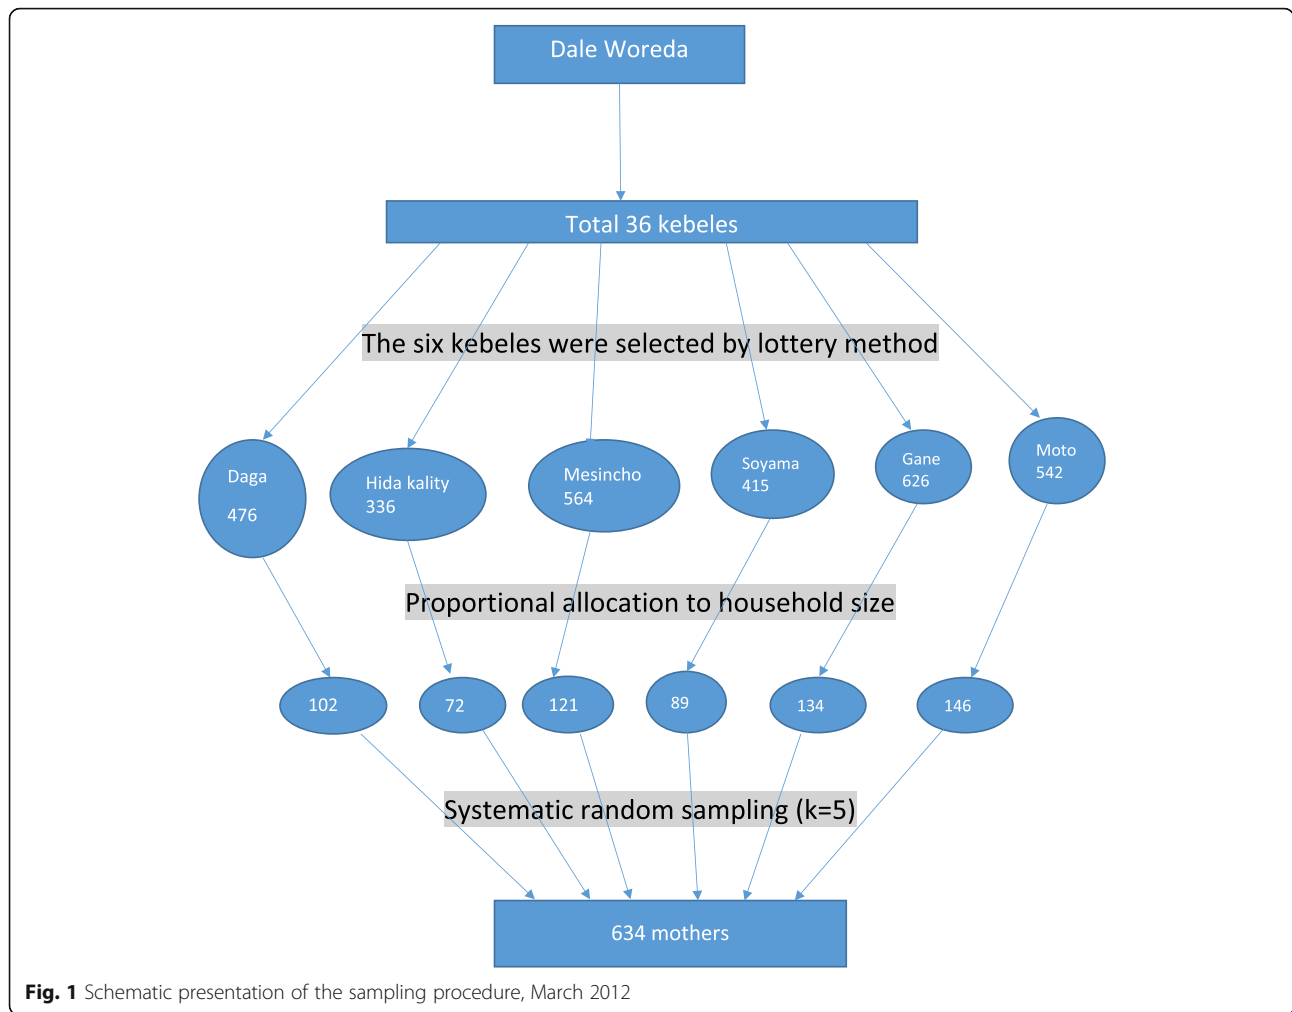 Dale Woreda
Total 36 kebeles
The six kebeles were selected by lottery method
Daga
476
Hida kality
336
Mesincho
564
Soyama
415
Gane
626
Moto
542
Proportional allocation to household size
102
72
121
89
134
146
Systematic random sampling (k=5)
634 mothers
Fig. 1 Schematic presentation of the sampling procedure, March 2012